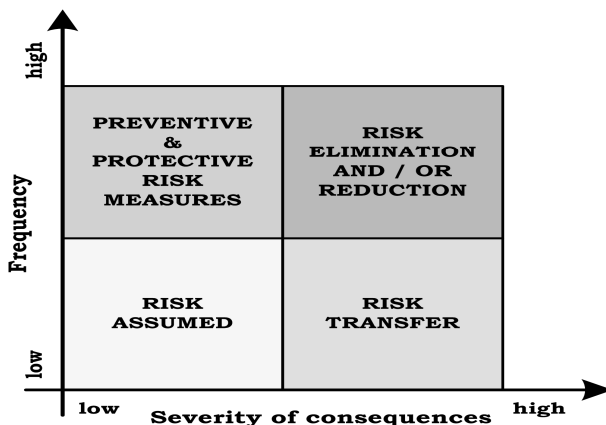 high
Frequency
low
PREVENTIVE
&
PROTECTIVE
RISK
MEASURES
RISK
ELIMINATION
AND / OR
REDUCTION
RISK
ASSUMED
RISK
TRANSFER
low
Severity of consequences
high